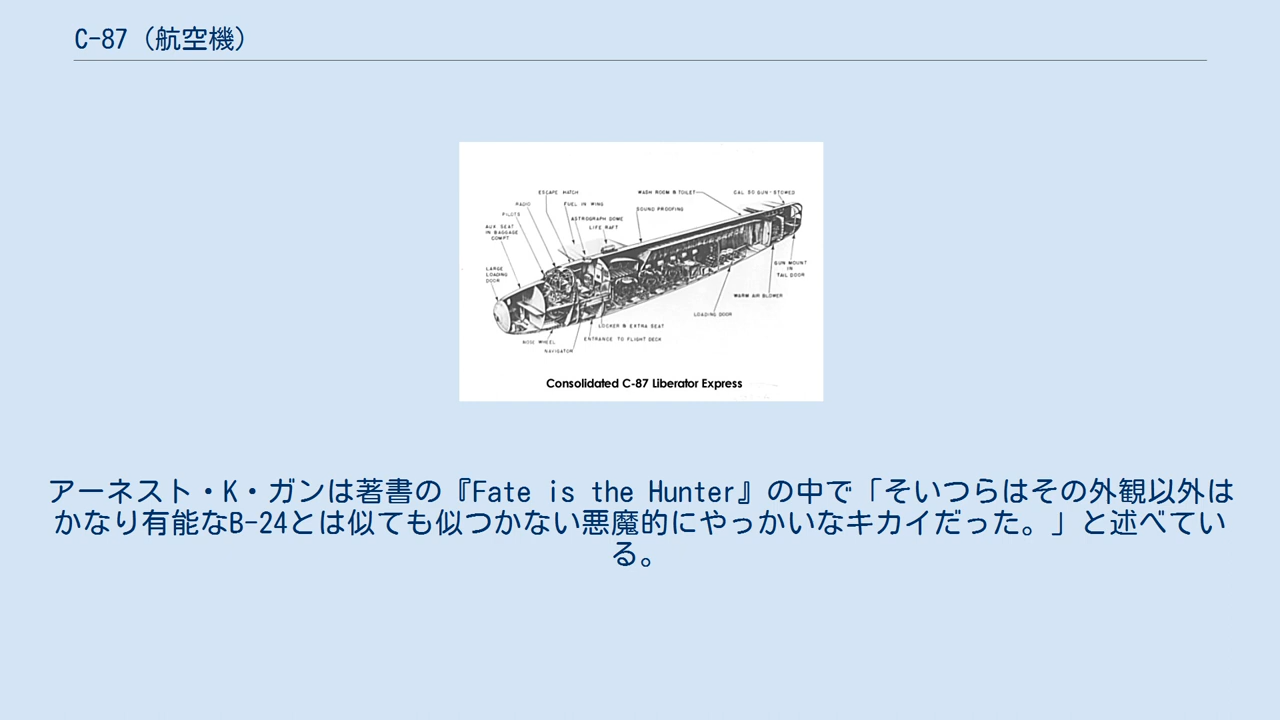 C-87（航空機）
ESCAPE HATCH
WASH ROOM & TOILET
CAL 50 GUN-STOWED
RADIO
FUEL IN WING
SOUND PROOFING
PILOTS
ASTROGRAPH DOME
AUX SEAT
IN BAGGAGE
COMP'T
LIFE RAFT
LARGE
LOADING
DOOR
GUN MOUNT
IN
TAIL DOOR
WARM AIR BLOWER
LOADING DOOR
LOCKER & EXTRA SEAT
NOSE WHEEL
ENTRANCE TO FLIGHT DECK
NAVIGATOR
Consolidated C-87 Liberator Express
アーネスト・K・ガンは著書の『Fate is the Hunter』の中で「そいつらはその外観以外は
かなり有能なB-24とは似ても似つかない悪魔的にやっかいなキカイだった。」と述べてい
る。